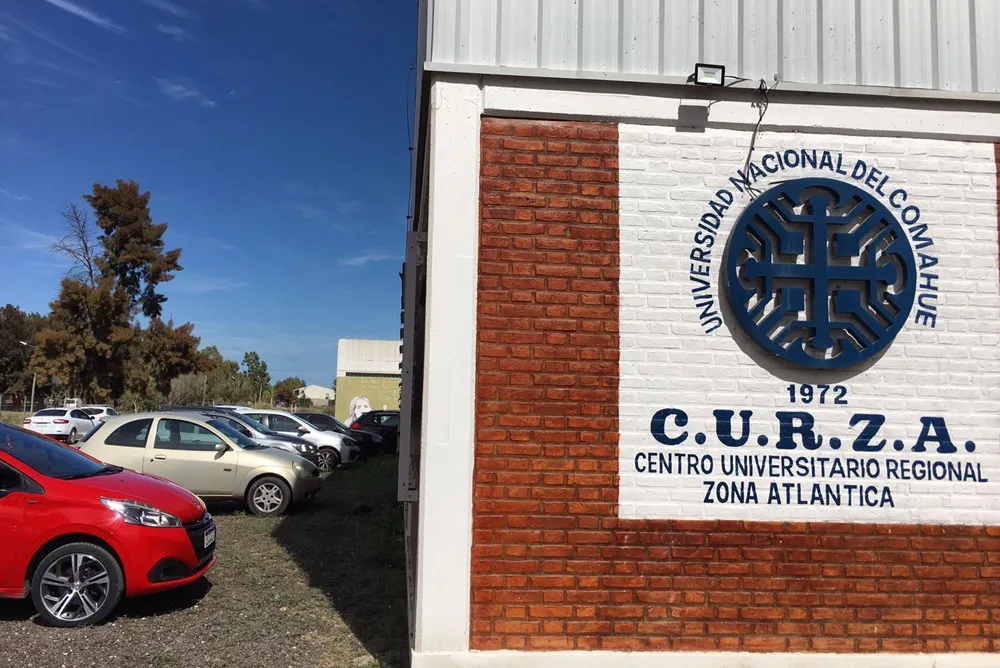 UNIVERSIDAD NACIONAL DEL COMAHUE
1972
C.U.R.Z.A.
CENTRO UNIVERSITARIO REGIONAL
ZONA ATLANTICA